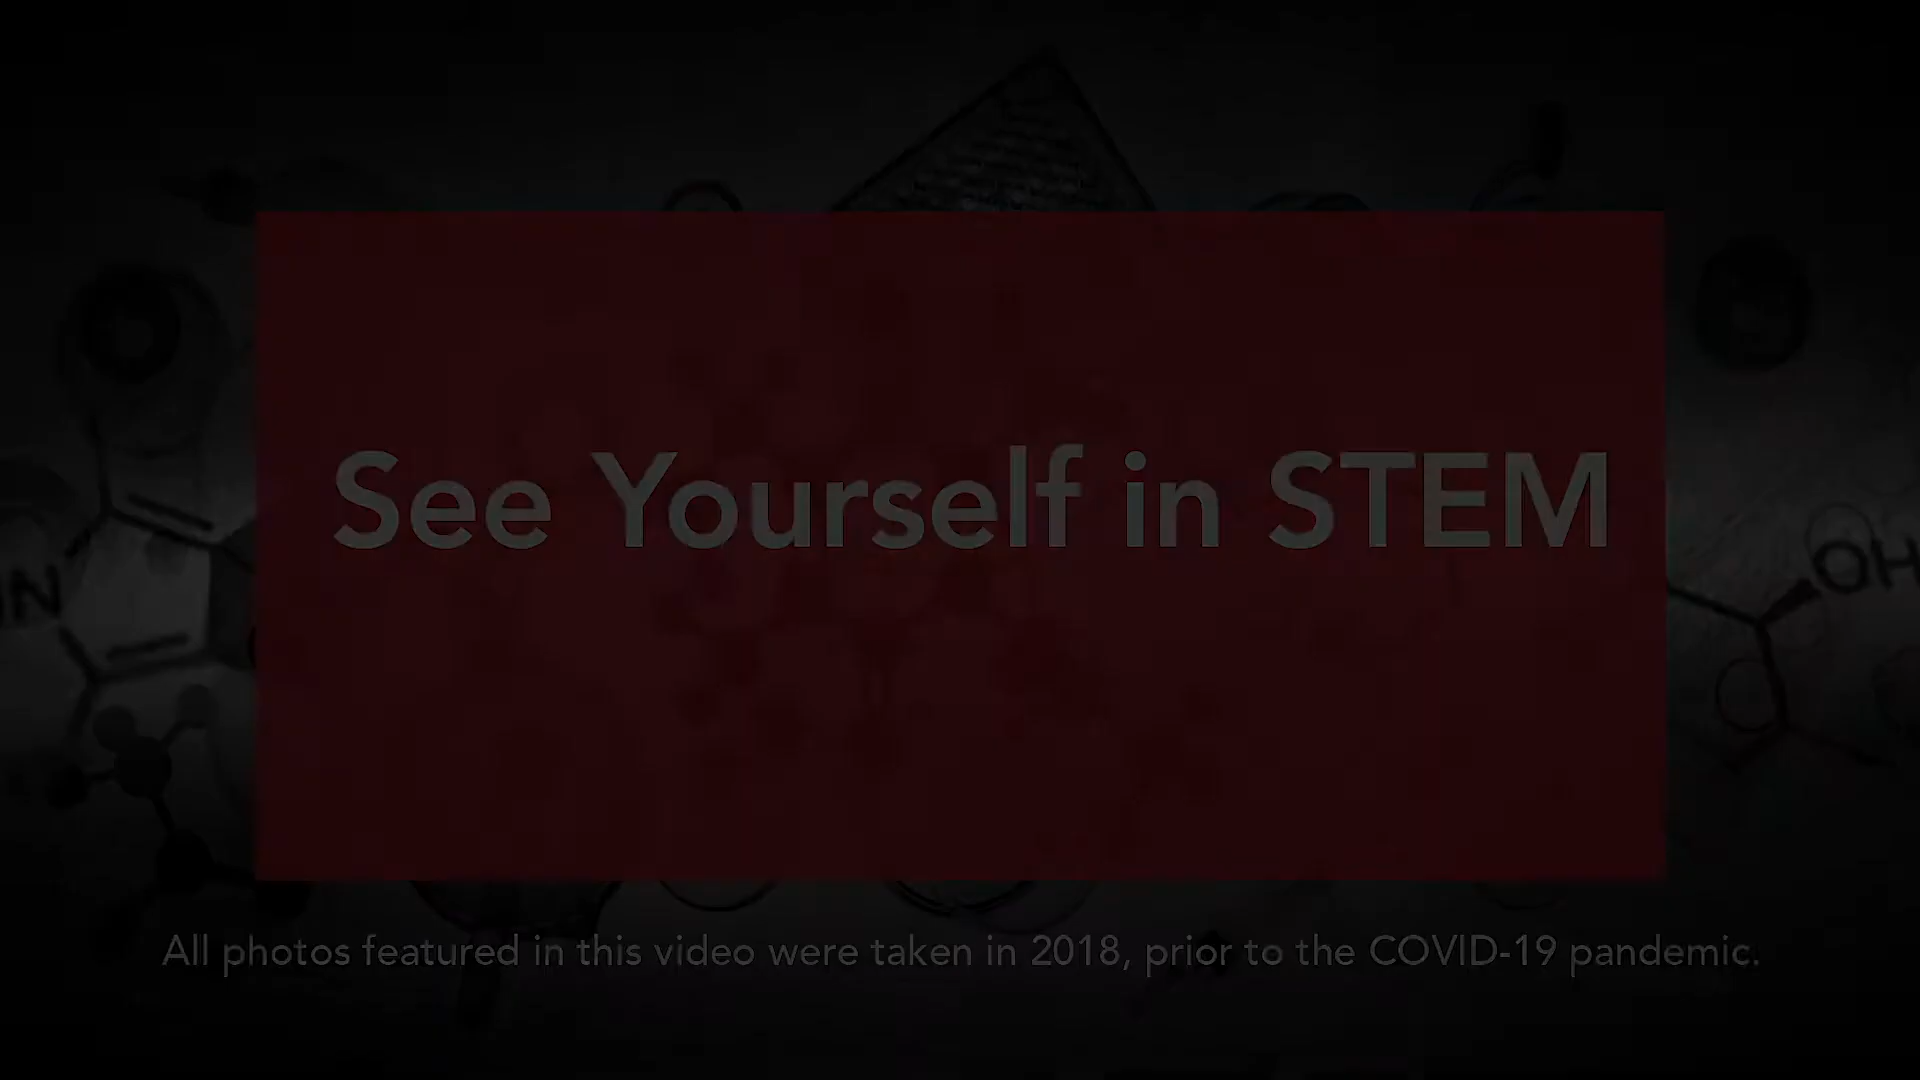 See Yourself in STEM
OH
N
All photos featured in this video were taken in 2018, prior to the COVID-19 pandemic.